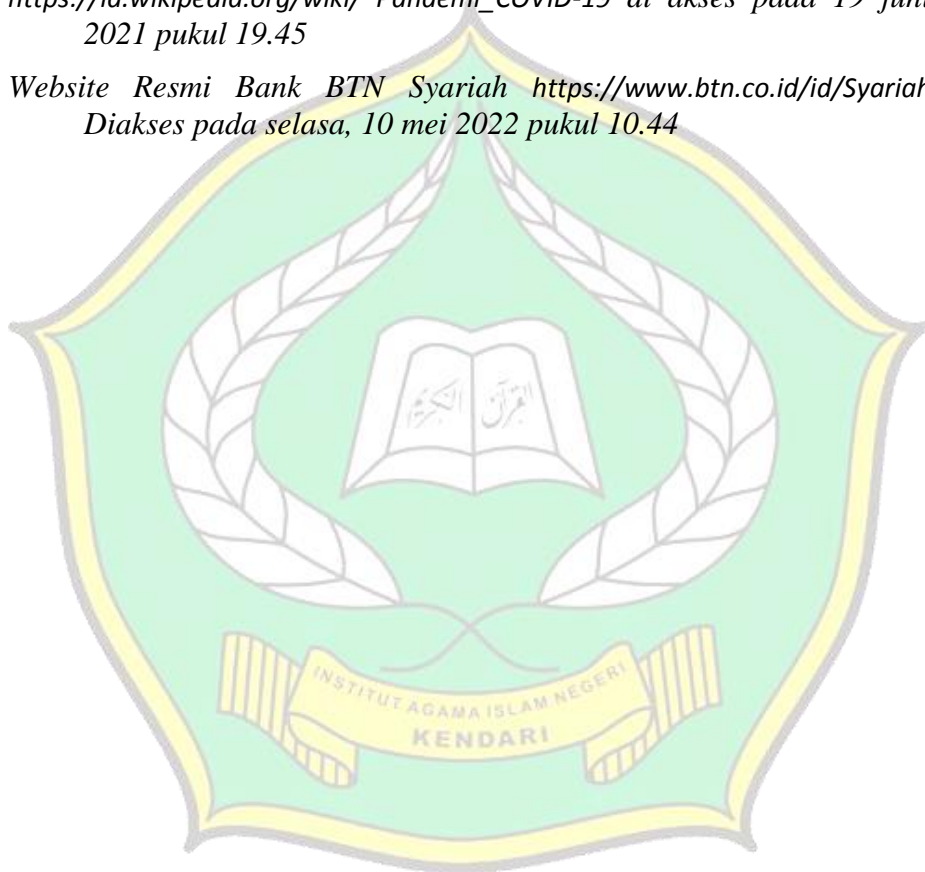 https://id.wikipedia.org/wiki/ Pandemi_COVID-19 di akses pada 19 juni
2021 pukul 19.45
Website Resmi Bank BTN Syariah https://www.btn.co.id/id/Syariah
Diakses pada selasa, 10 mei 2022 pukul 10.44
القرآن الكريم
INSTITUT AGAMA ISLAM NEGERI
KENDARI